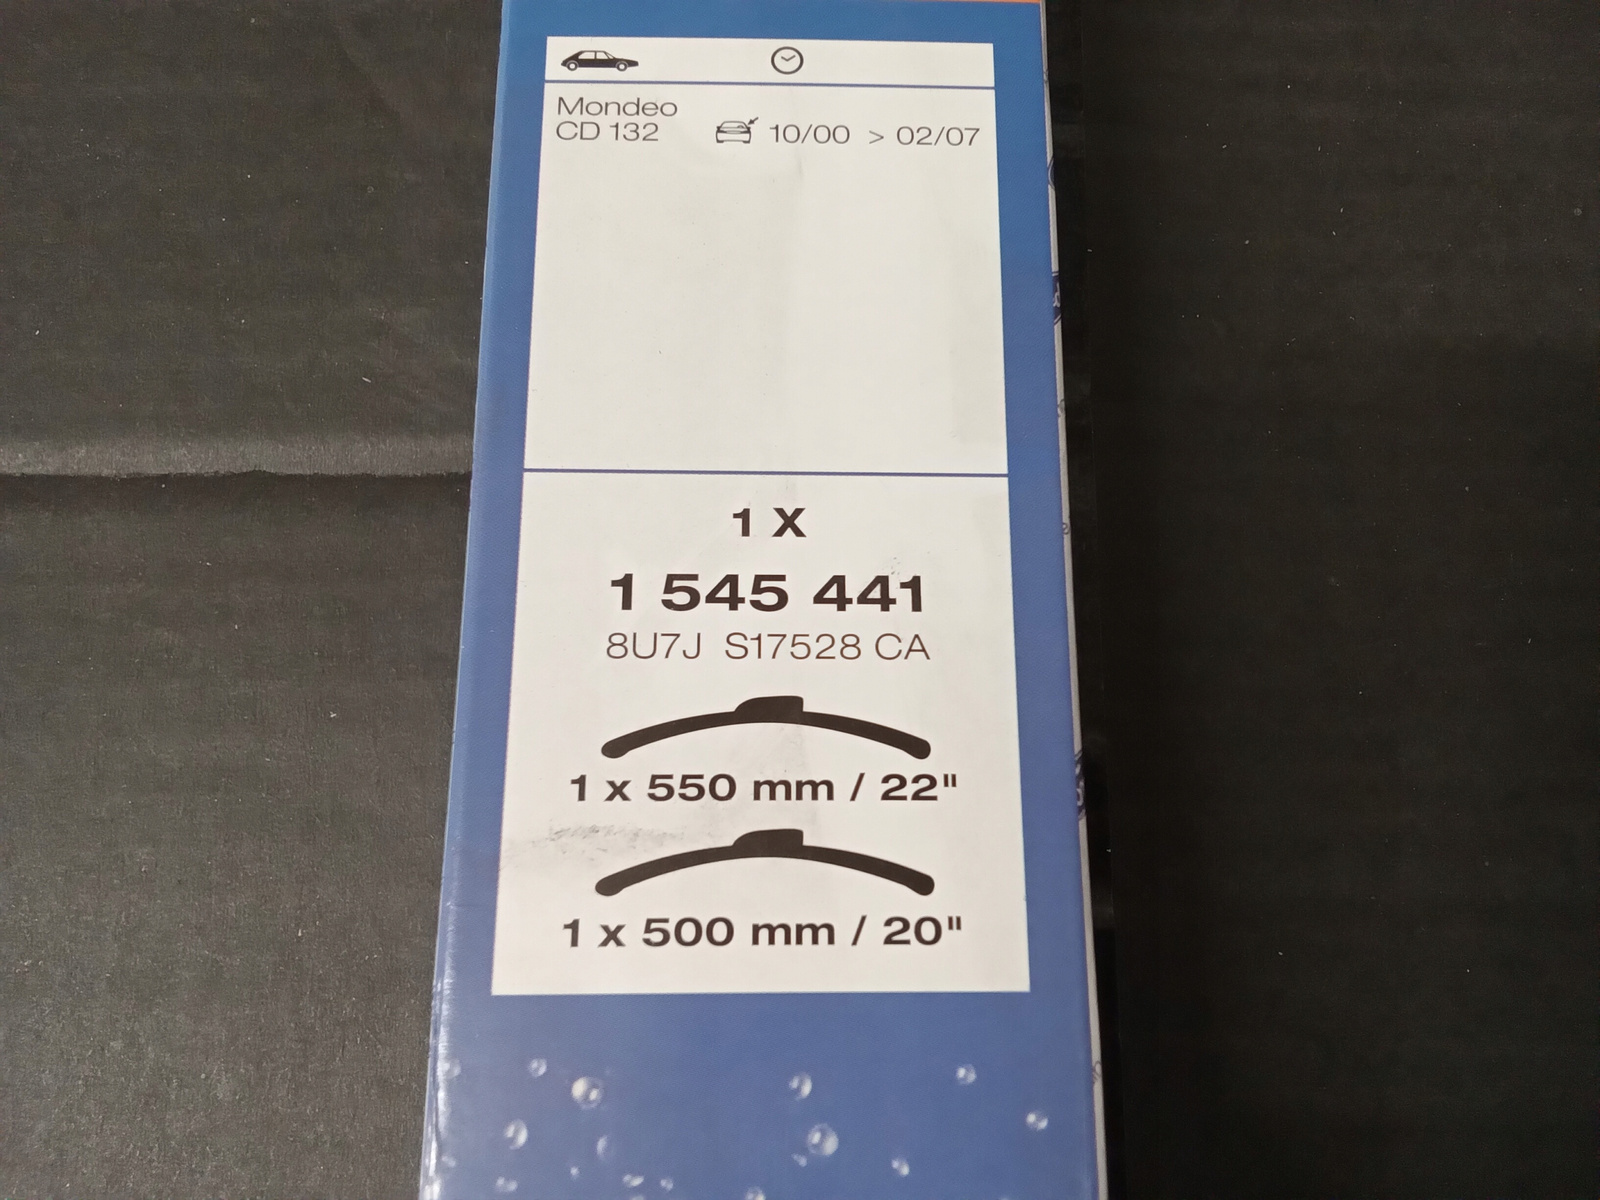 Mondeo
CD 132
10/00 > 02/07
1 X
1 545 441
8U7J S17528 CA
1 x 550 mm / 22"
1 x 500 mm / 20"